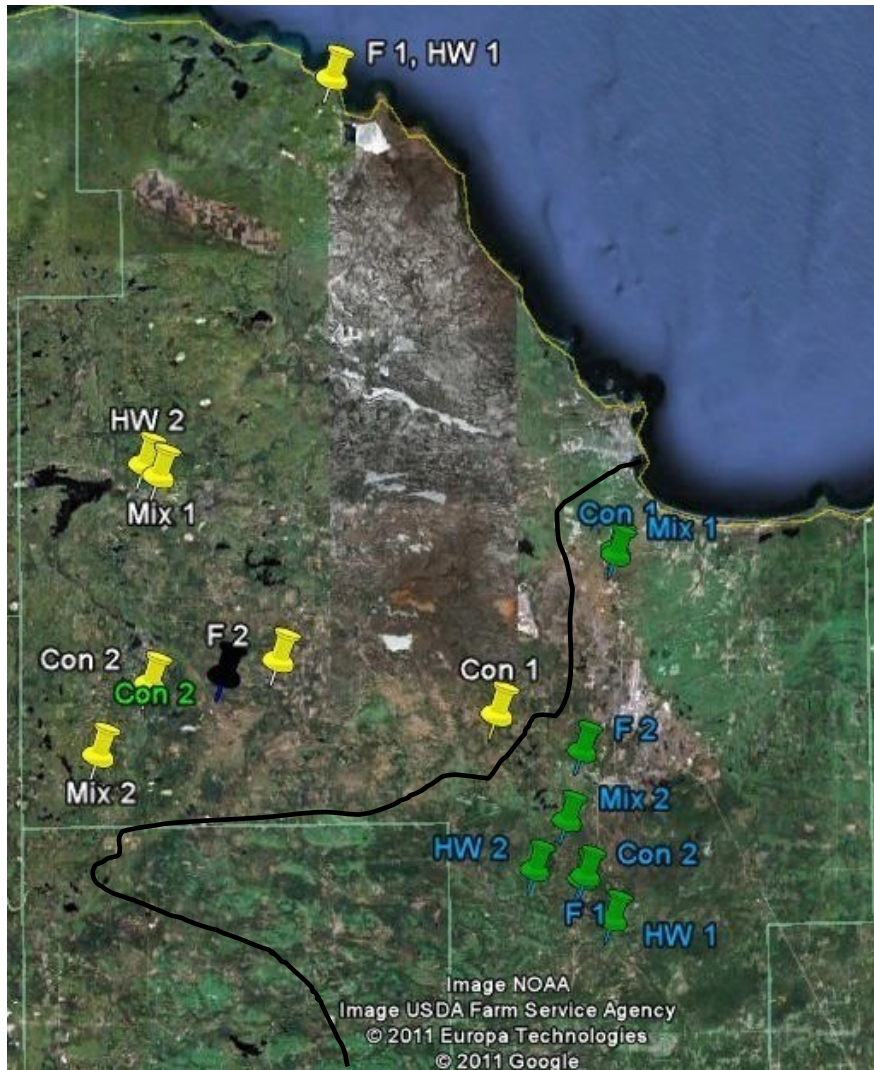 F 1, HW 1
HW 2
Mix 1
Con 1
Mix 1
F 2
Con 2
Con 2
Con 1
Mix 2
F 2
Mix 2
HW 2
Con 2
F 1
HW 1
Image NOAA
Image USDA Farm Service Agency
© 2011 Europa Technologies
© 2011 Google